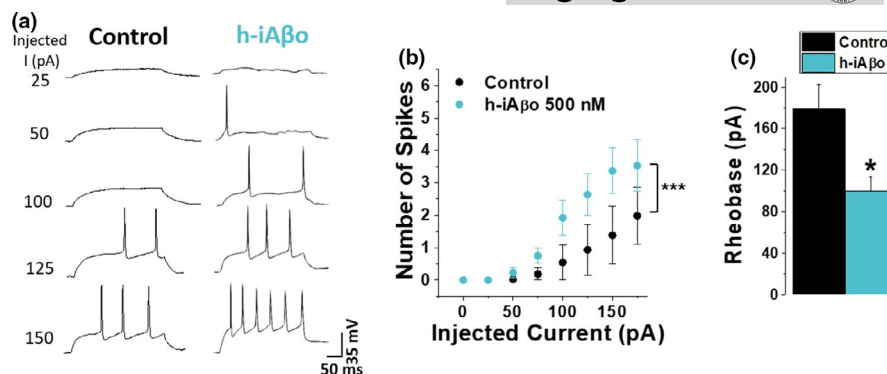 (a)
Injected
I (pA)
Control
h-iAβo
25
50
100
125
150
35 mV
50 ms
(b)
Control
h-iAβo 500 nM
Number of Spikes
6
5
4
3
2
1
0
***
0
50
100
150
Injected Current (pA)
(c)
Control
h-iAβo
Rheobase (pA)
200
160
120
80
40
0
*